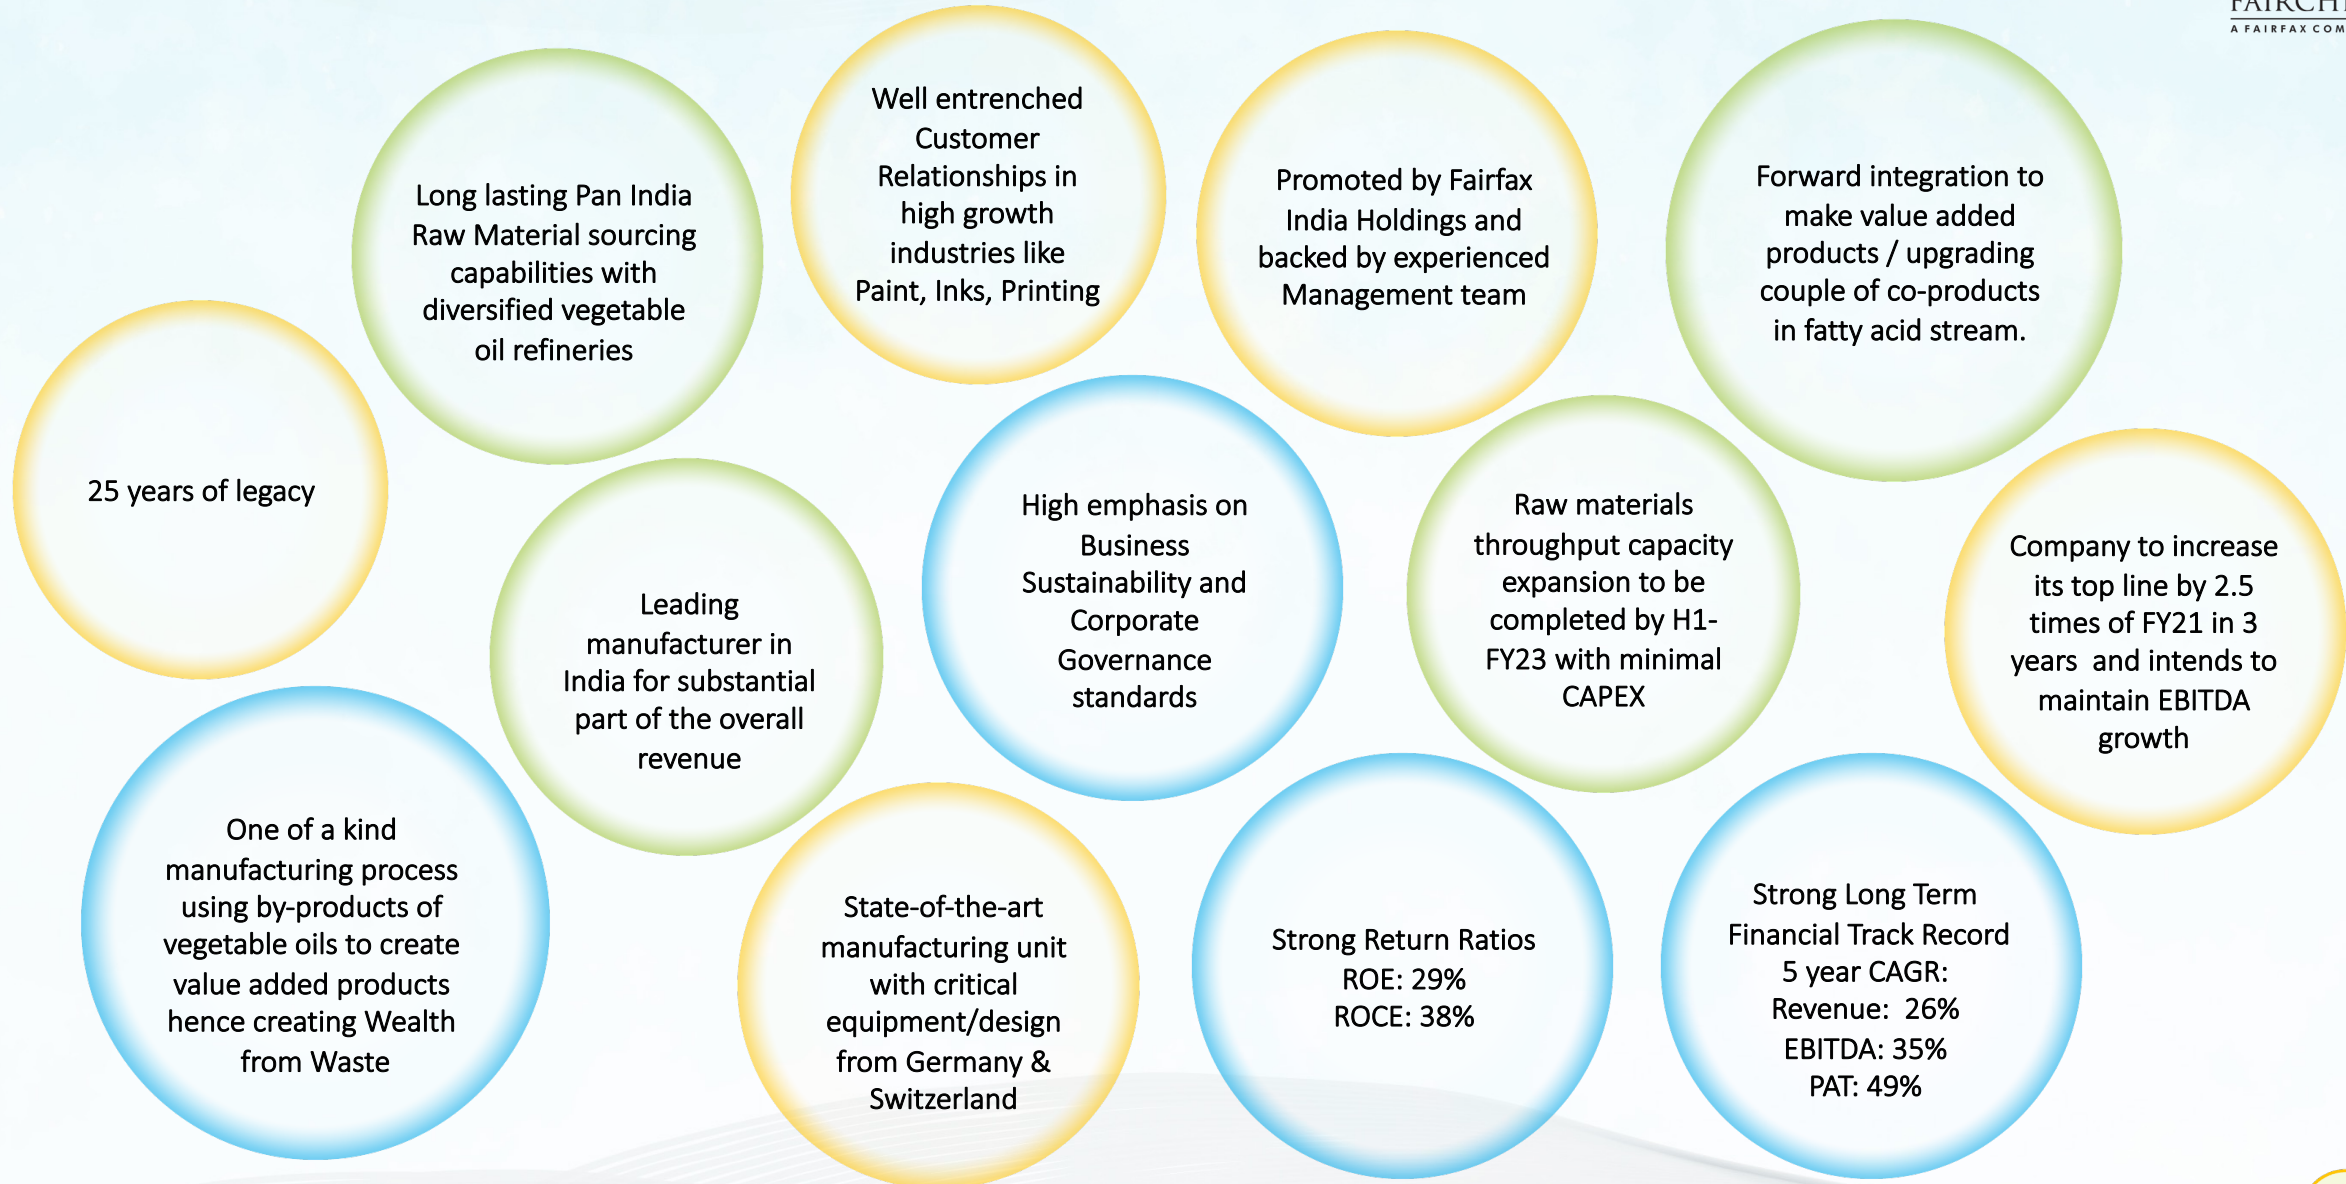 A FAIRFAX COM
Long lasting Pan India
Raw Material sourcing
capabilities with
diversified vegetable
oil refineries
Well entrenched
Customer
Relationships in
high growth
industries like
Paint, Inks, Printing
Promoted by Fairfax
India Holdings and
backed by experienced
Management team
Forward integration to
make value added
products / upgrading
couple of co-products
in fatty acid stream.
25 years of legacy
Leading
manufacturer in
India for substantial
part of the overall
revenue
High emphasis on
Business
Sustainability and
Corporate
Governance
standards
Raw materials
throughput capacity
expansion to be
completed by H1-
FY23 with minimal
CAPEX
Company to increase
its top line by 2.5
times of FY21 in 3
years  and intends to
maintain EBITDA
growth
One of a kind
manufacturing process
using by-products of
vegetable oils to create
value added products
hence creating Wealth
from Waste
State-of-the-art
manufacturing unit
with critical
equipment/design
from Germany &
Switzerland
Strong Return Ratios
ROE: 29%
ROCE: 38%
Strong Long Term
Financial Track Record
5 year CAGR:
Revenue:  26%
EBITDA: 35%
PAT: 49%